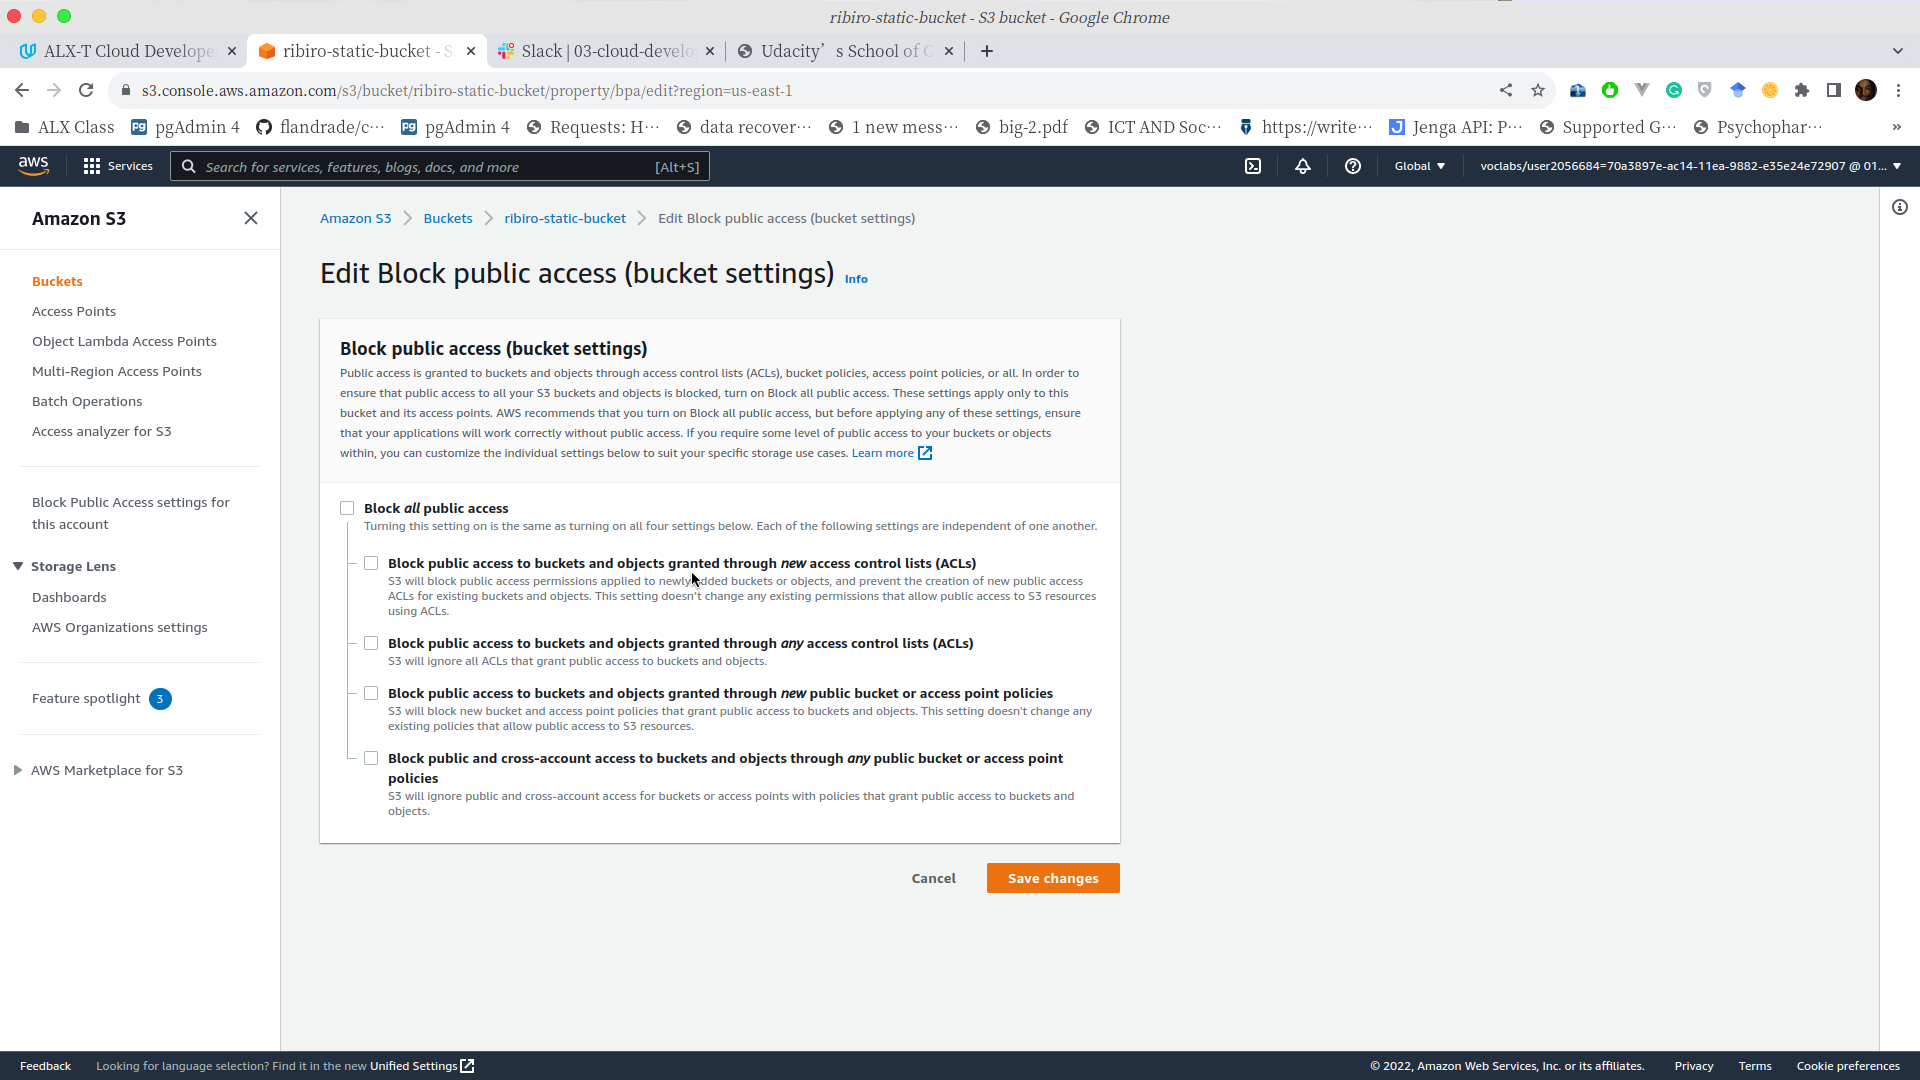 ribiro-static-bucket - S3 bucket - Google Chrome
ALX-T Cloud Develope
ribiro-static-bucket - S
Slack | 03-cloud-develo
Udacity’s School of C
s3.console.aws.amazon.com/s3/bucket/ribiro-static-bucket/property/bpa/edit?region=us-east-1
ALX Class
pgAdmin 4
flandrade/c···
pgAdmin 4
Requests: H···
data recover···
1 new mess···
big-2.pdf
ICT AND Soc···
https://write···
Jenga API: P···
Supported G···
Psychophar···
»
aws
Services
Search for services, features, blogs, docs, and more
[Alt+S]
Global
voclabs/user2056684=70a3897e-ac14-11ea-9882-e35e24e72907 @ 01...
Amazon S3
Buckets
Access Points
Object Lambda Access Points
Multi-Region Access Points
Batch Operations
Access analyzer for S3
Block Public Access settings for
this account
Storage Lens
Dashboards
AWS Organizations settings
Feature spotlight 3
AWS Marketplace for S3
Amazon S3 > Buckets > ribiro-static-bucket > Edit Block public access (bucket settings)
Edit Block public access (bucket settings) Info
Block public access (bucket settings)
Public access is granted to buckets and objects through access control lists (ACLs), bucket policies, access point policies, or all. In order to
ensure that public access to all your S3 buckets and objects is blocked, turn on Block all public access. These settings apply only to this
bucket and its access points. AWS recommends that you turn on Block all public access, but before applying any of these settings, ensure
that your applications will work correctly without public access. If you require some level of public access to your buckets or objects
within, you can customize the individual settings below to suit your specific storage use cases. Learn more
Block all public access
Turning this setting on is the same as turning on all four settings below. Each of the following settings are independent of one another.
Block public access to buckets and objects granted through new access control lists (ACLs)
S3 will block public access permissions applied to newly added buckets or objects, and prevent the creation of new public access
ACLs for existing buckets and objects. This setting doesn't change any existing permissions that allow public access to S3 resources
using ACLs.
Block public access to buckets and objects granted through any access control lists (ACLs)
S3 will ignore all ACLs that grant public access to buckets and objects.
Block public access to buckets and objects granted through new public bucket or access point policies
S3 will block new bucket and access point policies that grant public access to buckets and objects. This setting doesn't change any
existing policies that allow public access to S3 resources.
Block public and cross-account access to buckets and objects through any public bucket or access point
policies
S3 will ignore public and cross-account access for buckets or access points with policies that grant public access to buckets and
objects.
Cancel
Save changes
Feedback
Looking for language selection? Find it in the new Unified Settings
© 2022, Amazon Web Services, Inc. or its affiliates.
Privacy
Terms
Cookie preferences